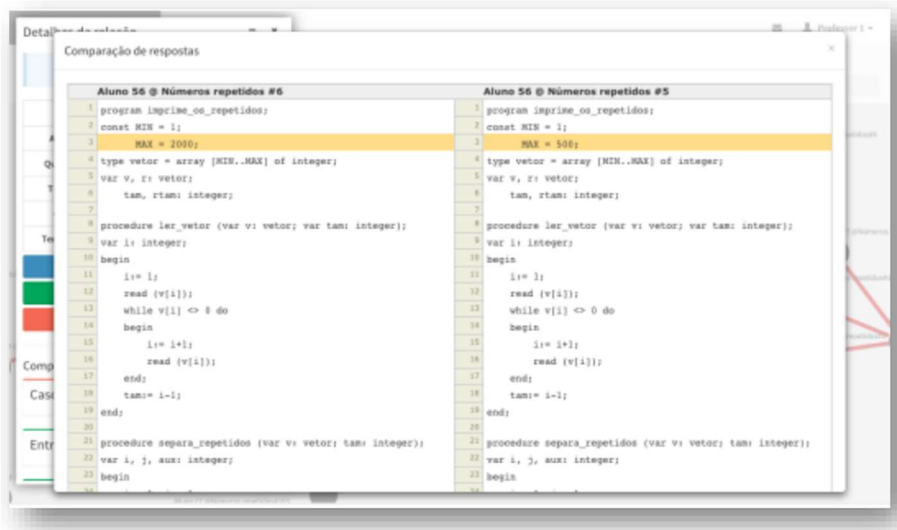 Detalhes da relação
Professor 1
Comparação de respostas
Aluno 56 @ Números repetidos #6
1 program imprime_os_repetidos;
2 const MIN = 1;
3 MAX = 2000;
4 type vetor = array [MIN..MAX] of integer;
5 var v, r: vetor;
6 tam, rtam: integer;
7
8 procedure ler_vetor (var v: vetor; var tam: integer);
9 var i: integer;
10 begin
11 i:= 1;
12 read (v[i]);
13 while v[i] <> 0 do
14 begin
15 i:= i+1;
16 read (v[i]);
17 end;
18 tam:= i-1;
19 end;
20
21 procedure separa_repetidos (var v: vetor; tam: integer);
22 var i, j, aux: integer;
23 begin
Aluno 56 @ Números repetidos #5
1 program imprime_os_repetidos;
2 const MIN = 1;
3 MAX = 500;
4 type vetor = array [MIN..MAX] of integer;
5 var v, r: vetor;
6 tam, rtam: integer;
7
8 procedure ler_vetor (var v: vetor; var tam: integer);
9 var i: integer;
10 begin
11 i:= 1;
12 read (v[i]);
13 while v[i] <> 0 do
14 begin
15 i:= i+1;
16 read (v[i]);
17 end;
18 tam:= i-1;
19 end;
20
21 procedure separa_repetidos (var v: vetor; tam: integer);
22 var i, j, aux: integer;
23 begin
Comp
Caso
Entr